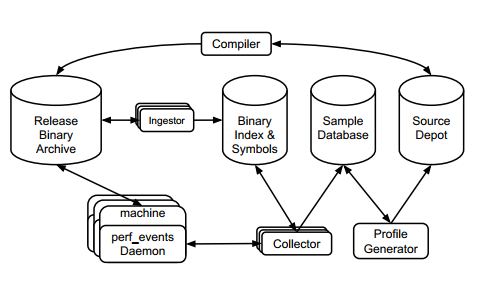 Compiler
Release
Binary
Archive
Ingestor
Binary
Index &
Symbols
Sample
Database
Source
Depot
machine
perf_events
Daemon
Collector
Profile
Generator